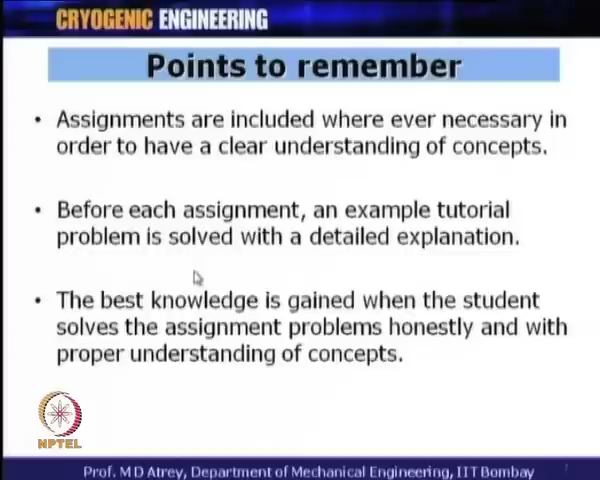 CRYOGENIC ENGINEERING
Points to remember
• Assignments are included where ever necessary in
order to have a clear understanding of concepts.
• Before each assignment, an example tutorial
problem is solved with a detailed explanation.
• The best knowledge is gained when the student
solves the assignment problems honestly and with
proper understanding of concepts.
NPTEL
Prof. M D Atrey, Department of Mechanical Engineering, IIT Bombay